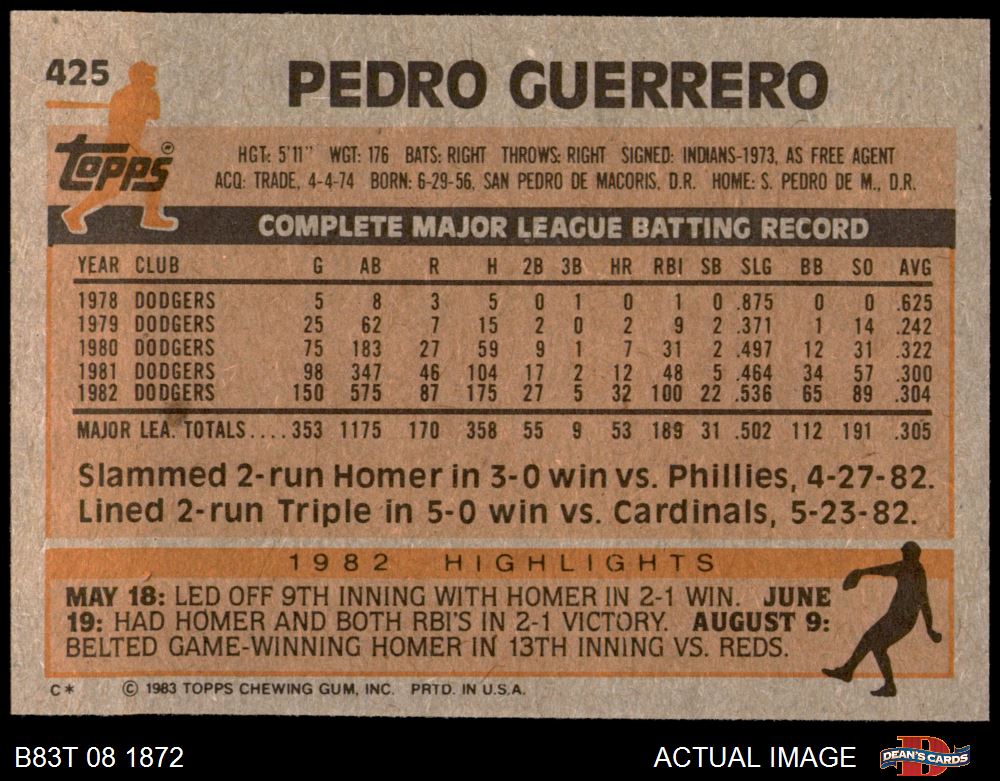 425
PEDRO GUERRERO
topps
HGT: 5'11" WGT: 176 BATS: RIGHT THROWS: RIGHT SIGNED: INDIANS-1973, AS FREE AGENT
ACQ: TRADE, 4-4-74 BORN: 6-29-56, SAN PEDRO DE MACORIS, D.R. HOME: S. PEDRO DE M., D.R.
COMPLETE MAJOR LEAGUE BATTING RECORD
YEAR CLUB G AB R H 2B 3B HR RBI SB SLG BB SO AVG
1978 DODGERS 5 8 3 5 0 1 0 1 0 .875 0 0 .625
1979 DODGERS 25 62 7 15 2 0 2 9 2 .371 1 14 .242
1980 DODGERS 75 183 27 59 9 1 7 31 2 .497 12 31 .322
1981 DODGERS 98 347 46 104 17 2 12 48 5 .464 34 57 .300
1982 DODGERS 150 575 87 175 27 5 32 100 22 .536 65 89 .304
MAJOR LEA. TOTALS....353 1175 170 358 55 9 53 189 31 .502 112 191 .305
Slammed 2-run Homer in 3-0 win vs. Phillies, 4-27-82.
Lined 2-run Triple in 5-0 win vs. Cardinals, 5-23-82.
1982 HIGHLIGHTS
MAY 18: LED OFF 9TH INNING WITH HOMER IN 2-1 WIN. JUNE
19: HAD HOMER AND BOTH RBI'S IN 2-1 VICTORY. AUGUST 9:
BELTED GAME-WINNING HOMER IN 13TH INNING VS. REDS.
C* © 1983 TOPPS CHEWING GUM, INC. PRTD. IN U.S.A.
B83T 08 1872 ACTUAL IMAGE DEAN'S CARDS